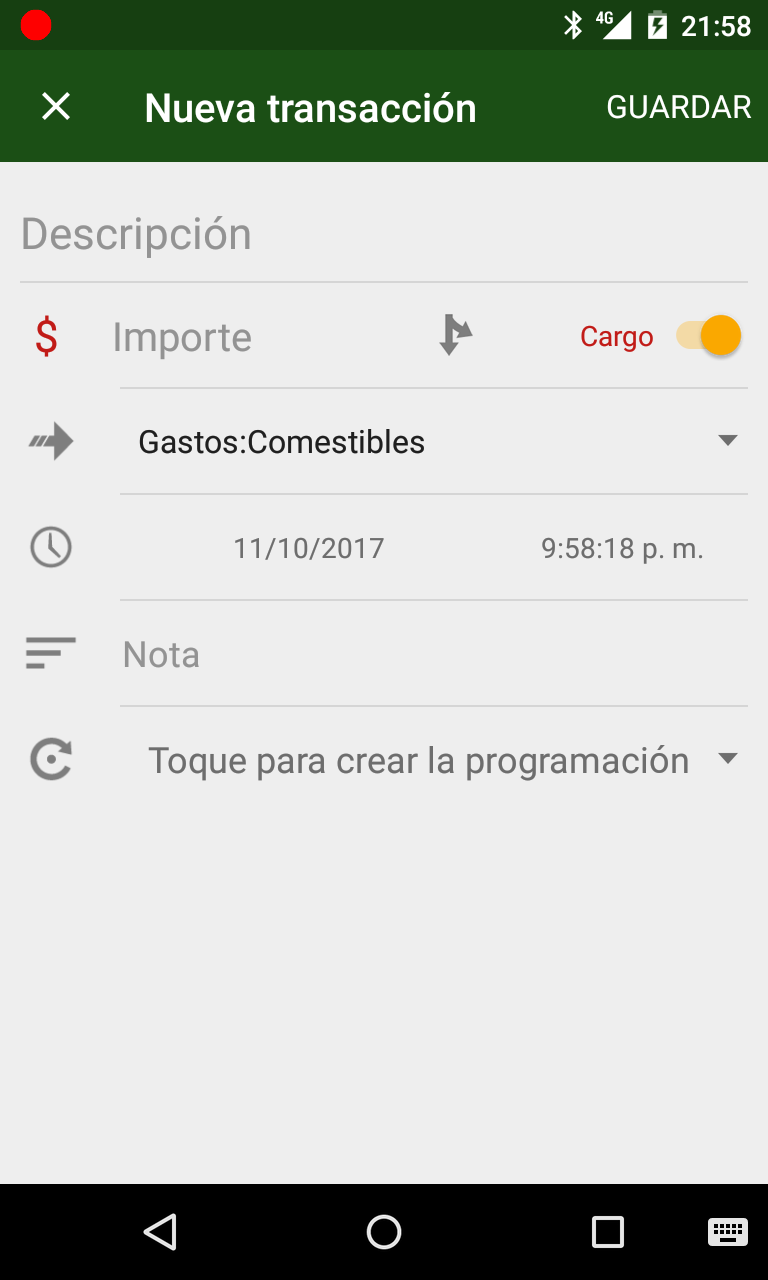 4G 21:58
Nueva transacción GUARDAR
Descripción
$ Importe Cargo
Gastos:Comestibles
11/10/2017 9:58:18 p. m.
Nota
Toque para crear la programación